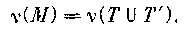 ν(M) = ν(T ∪ T′).